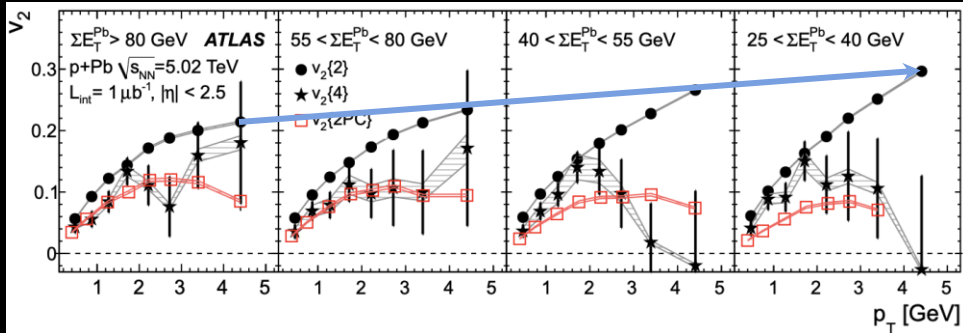 v₂
ΣE_T^Pb > 80 GeV ATLAS
p+Pb √s_NN=5.02 TeV
L_int= 1 μb⁻¹, |η| < 2.5
55 < ΣE_T^Pb < 80 GeV
v₂{2}
v₂{4}
v₂{2PC}
40 < ΣE_T^Pb < 55 GeV
25 < ΣE_T^Pb < 40 GeV
0.3
0.2
0.1
0
1 2 3 4 5 1 2 3 4 5 1 2 3 4 5 1 2 3 4 5
p_T [GeV]